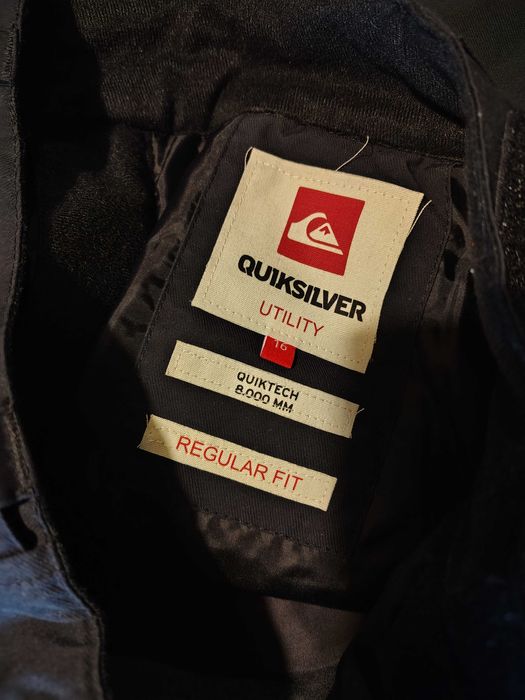 QUIKSILVER
UTILITY
16
QUIKTECH
8.000 MM
REGULAR FIT